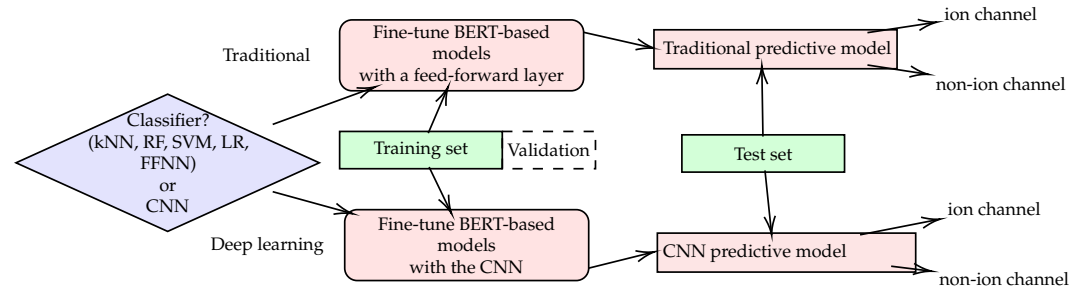 Classifier?
(kNN, RF, SVM, LR,
FFNN)
or
CNN
Traditional
Fine-tune BERT-based
models
with a feed-forward layer
Traditional predictive model
ion channel
non-ion channel
Training set
Validation
Test set
Deep learning
Fine-tune BERT-based
models
with the CNN
CNN predictive model
ion channel
non-ion channel